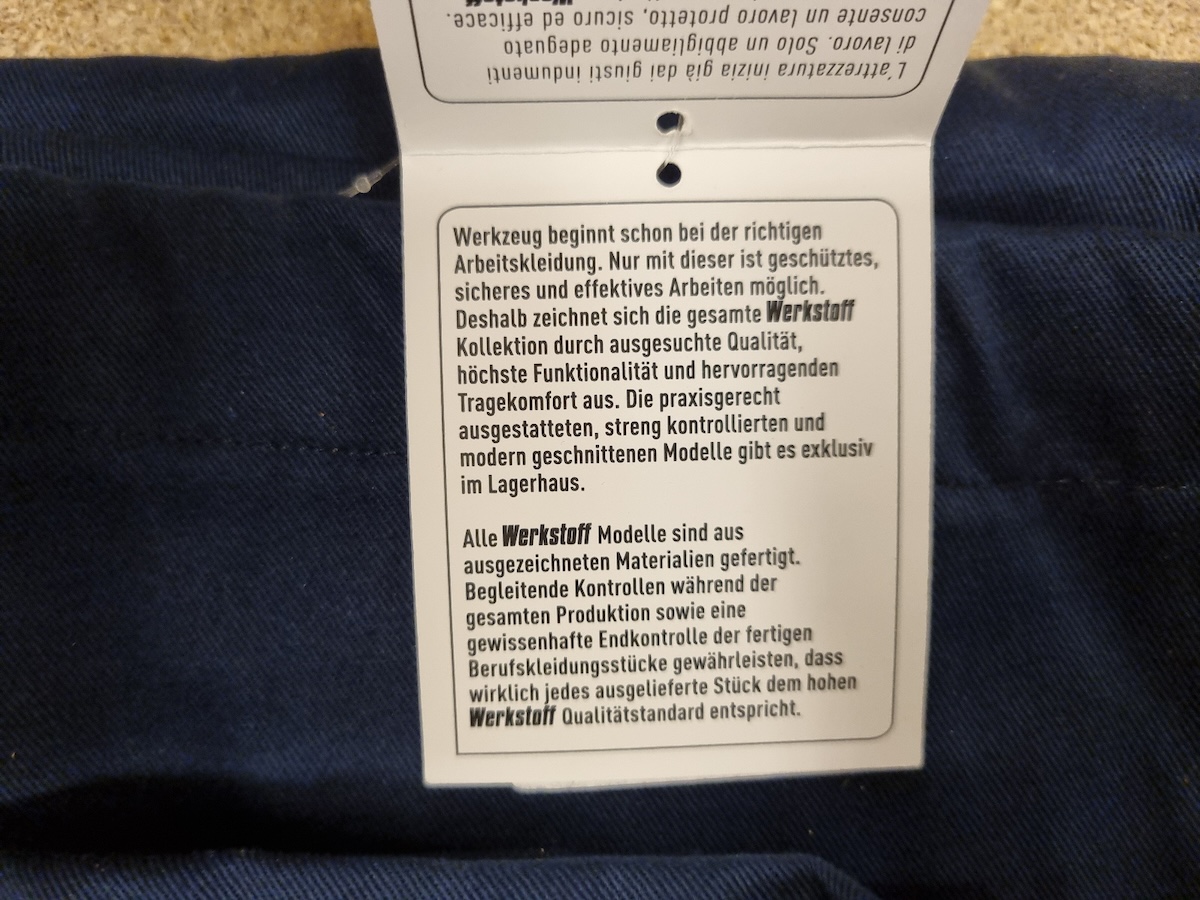 L'attrezzatura inizia già dai giusti indumenti
di lavoro. Solo un abbigliamento adeguato
consente un lavoro protetto, sicuro ed efficace.
Werkzeug beginnt schon bei der richtigen
Arbeitskleidung. Nur mit dieser ist geschütztes,
sicheres und effektives Arbeiten möglich.
Deshalb zeichnet sich die gesamte Werkstoff
Kollektion durch ausgesuchte Qualität,
höchste Funktionalität und hervorragenden
Tragekomfort aus. Die praxisgerecht
ausgestatteten, streng kontrollierten und
modern geschnittenen Modelle gibt es exklusiv
im Lagerhaus.
Alle Werkstoff Modelle sind aus
ausgezeichneten Materialien gefertigt.
Begleitende Kontrollen während der
gesamten Produktion sowie eine
gewissenhafte Endkontrolle der fertigen
Berufskleidungsstücke gewährleisten, dass
wirklich jedes ausgelieferte Stück dem hohen
Werkstoff Qualitätstandard entspricht.